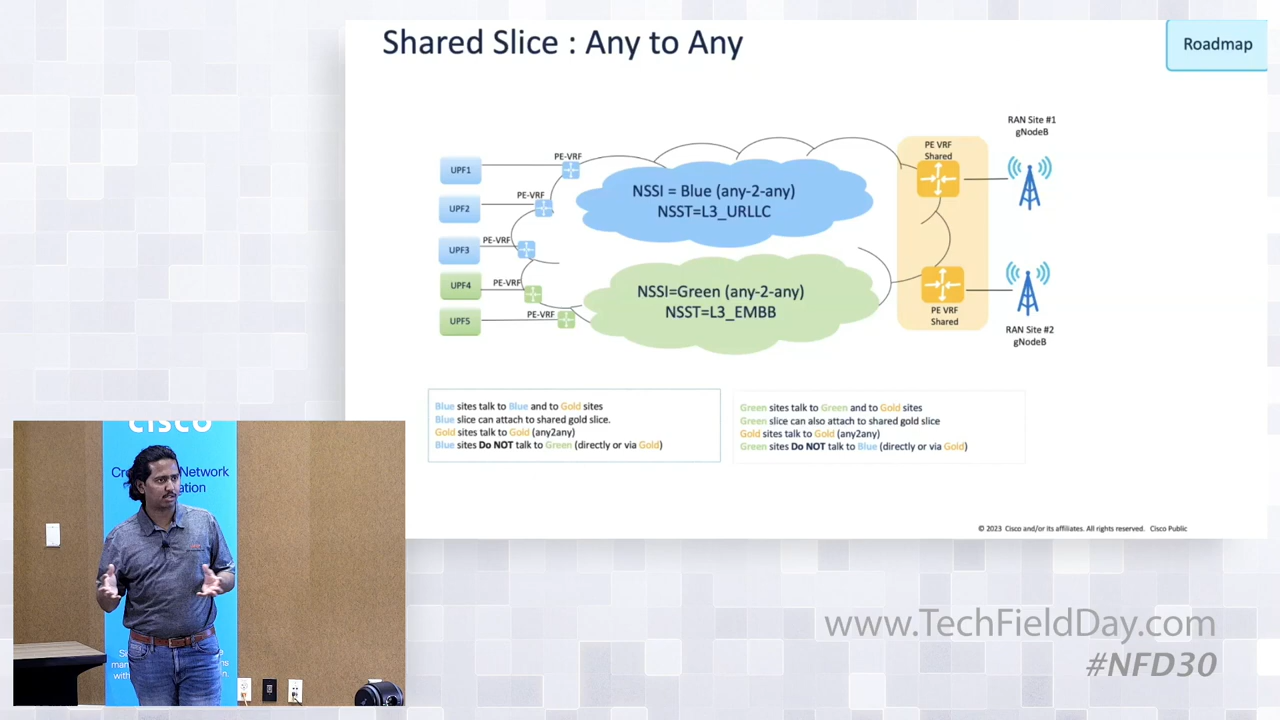 Shared Slice : Any to Any
Roadmap
RAN Site #1
gNodeB
PE VRF
Shared
PE-VRF
UPF1
NSSI = Blue (any-2-any)
NSST=L3_URLLC
PE-VRF
UPF2
PE-VRF
UPF3
PE-VRF
UPF4
NSSI=Green (any-2-any)
NSST=L3_EMBB
PE-VRF
UPF5
PE VRF
Shared
RAN Site #2
gNodeB
Blue sites talk to Blue and to Gold sites
Blue slice can attach to shared gold slice.
Gold sites talk to Gold (any2any)
Blue sites Do NOT talk to Green (directly or via Gold)
Green sites talk to Green and to Gold sites
Green slice can also attach to shared gold slice
Gold sites talk to Gold (any2any)
Green sites Do NOT talk to Blue (directly or via Gold)
© 2023 Cisco and/or its affiliates. All rights reserved. Cisco Public
cisco
Network
www.TechFieldDay.com
#NFD30